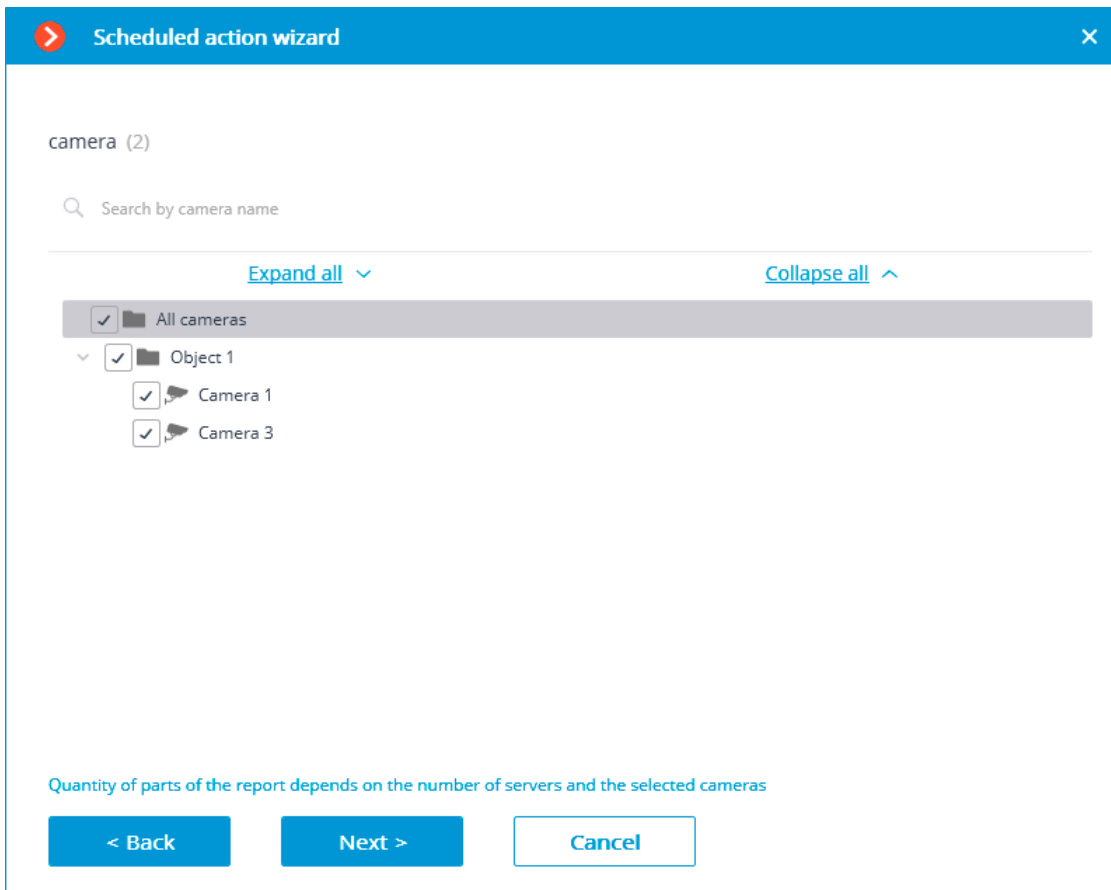 Scheduled action wizard
camera (2)
Search by camera name
Expand all Collapse all
All cameras
Object 1
Camera 1
Camera 3
Quantity of parts of the report depends on the number of servers and the selected cameras
< Back Next > Cancel